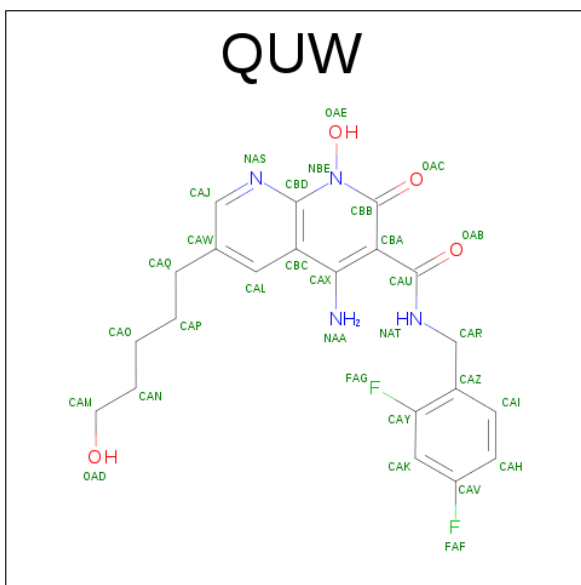 QUW
OAE
OH
NAS
NBE
OAC
N
N
O
CAJ
CBD
CBB
OAB
CAW
CBA
O
CAQ
CBC
CAX
CAU
CAL
CAO
CAP
NH₂
HN
CAR
NAA
NAT
CAM
CAN
FAG
CAZ
F
CAI
OH
CAY
OAD
CAK
CAH
CAV
F
FAF